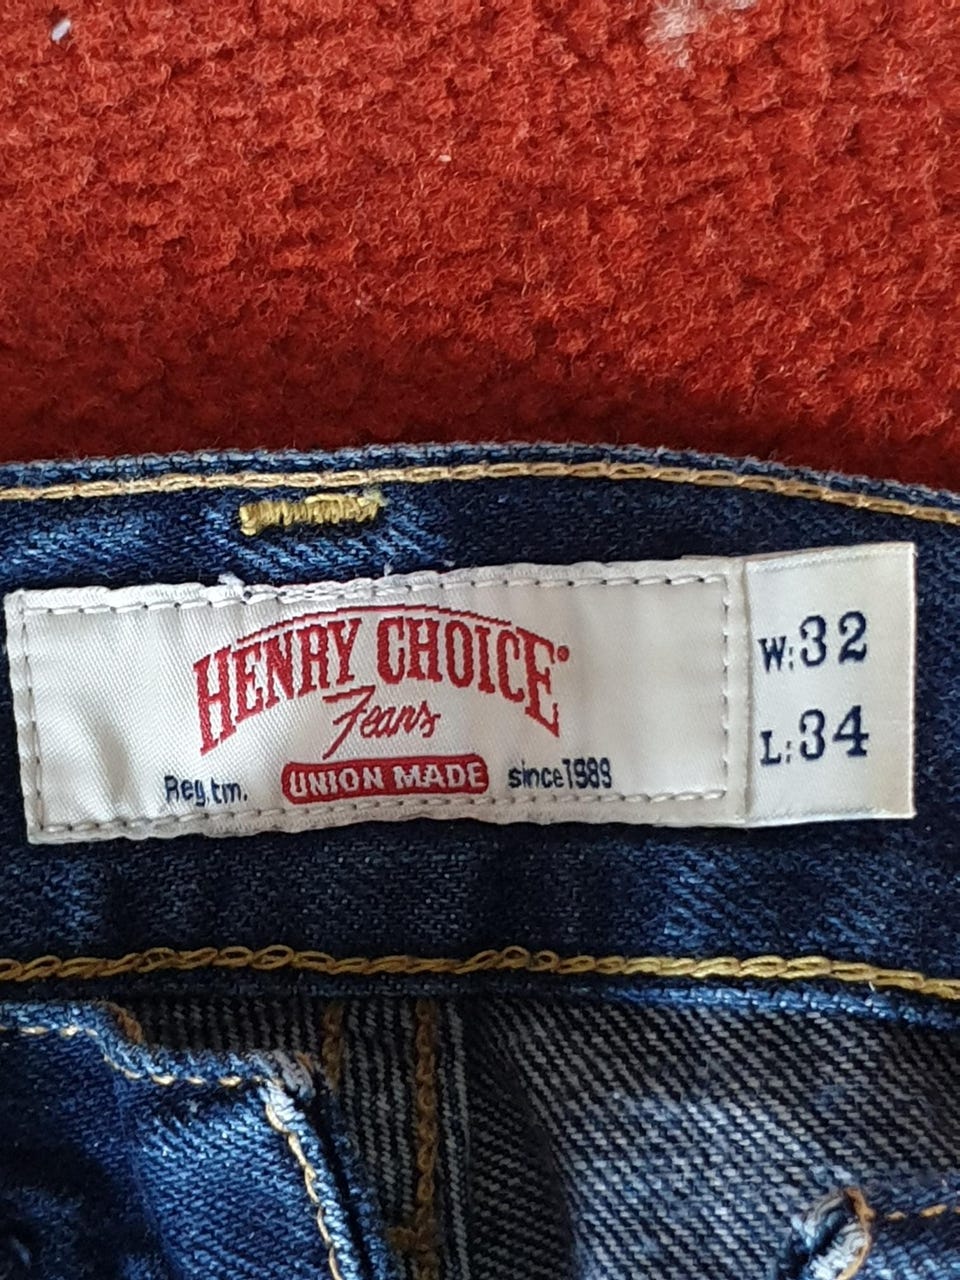 HENRY CHOICE®
Jeans
Reg.tm. UNION MADE since1989
W:32
L:34